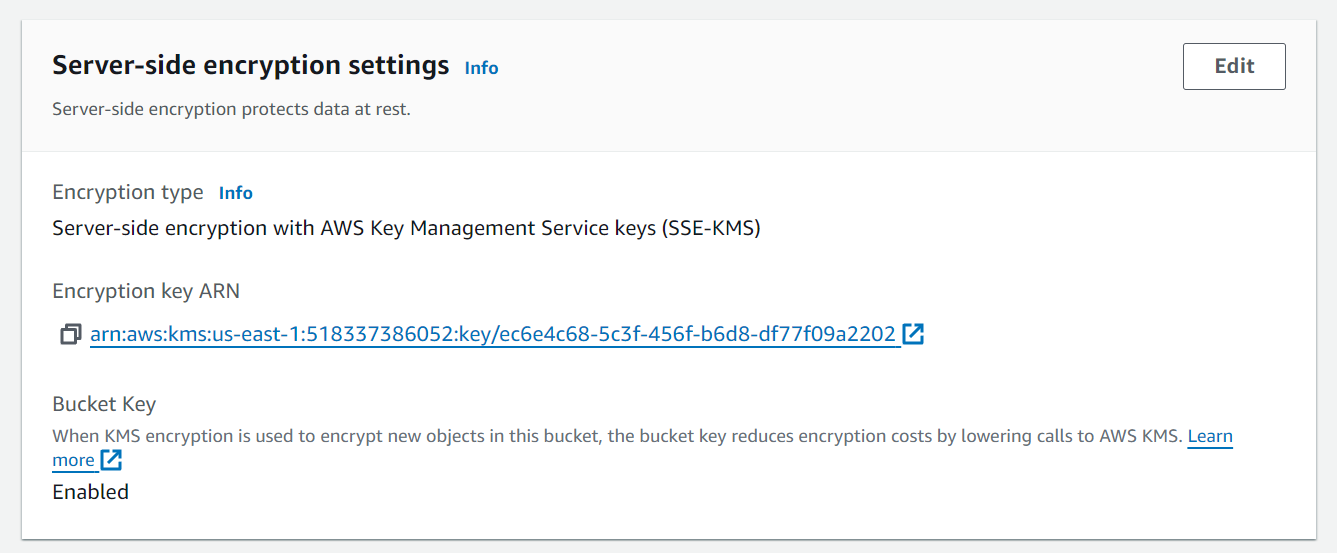 Server-side encryption settings Info
Edit
Server-side encryption protects data at rest.
Encryption type Info
Server-side encryption with AWS Key Management Service keys (SSE-KMS)
Encryption key ARN
arn:aws:kms:us-east-1:518337386052:key/ec6e4c68-5c3f-456f-b6d8-df77f09a2202
Bucket Key
When KMS encryption is used to encrypt new objects in this bucket, the bucket key reduces encryption costs by lowering calls to AWS KMS. Learn
more
Enabled